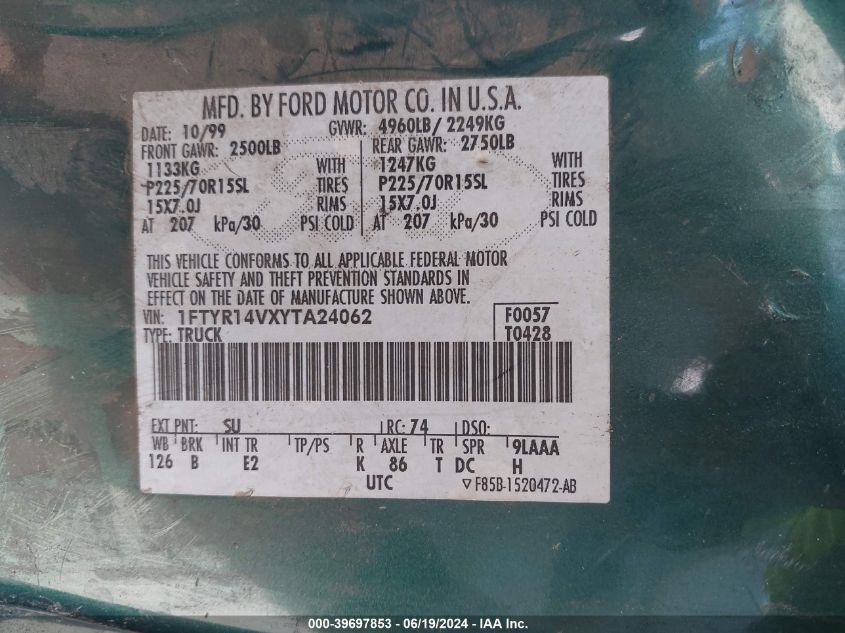 MFD. BY FORD MOTOR CO. IN U.S.A.
DATE: 10/99 GVWR: 4960LB/ 2249KG
FRONT GAWR: 2500LB REAR GAWR: 2750LB
1133KG WITH 1247KG WITH
P225/70R15SL TIRES P225/70R15SL TIRES
15X7.0J RIMS 15X7.0J RIMS
AT 207 kPa/30 PSI COLD AT 207 kPa/30 PSI COLD
THIS VEHICLE CONFORMS TO ALL APPLICABLE FEDERAL MOTOR
VEHICLE SAFETY AND THEFT PREVENTION STANDARDS IN
EFFECT ON THE DATE OF MANUFACTURE SHOWN ABOVE.
VIN: 1FTYR14VXYTA24062 F0057
TYPE: TRUCK T0428
EXT PNT: SU RC: 74 DSO:
WB BRK INT TR TP/PS R AXLE TR SPR 9LAAA
126 B E2 K 86 T DC H
UTC ▽ F85B-1520472-AB
000-39697853 - 06/19/2024 - IAA Inc.